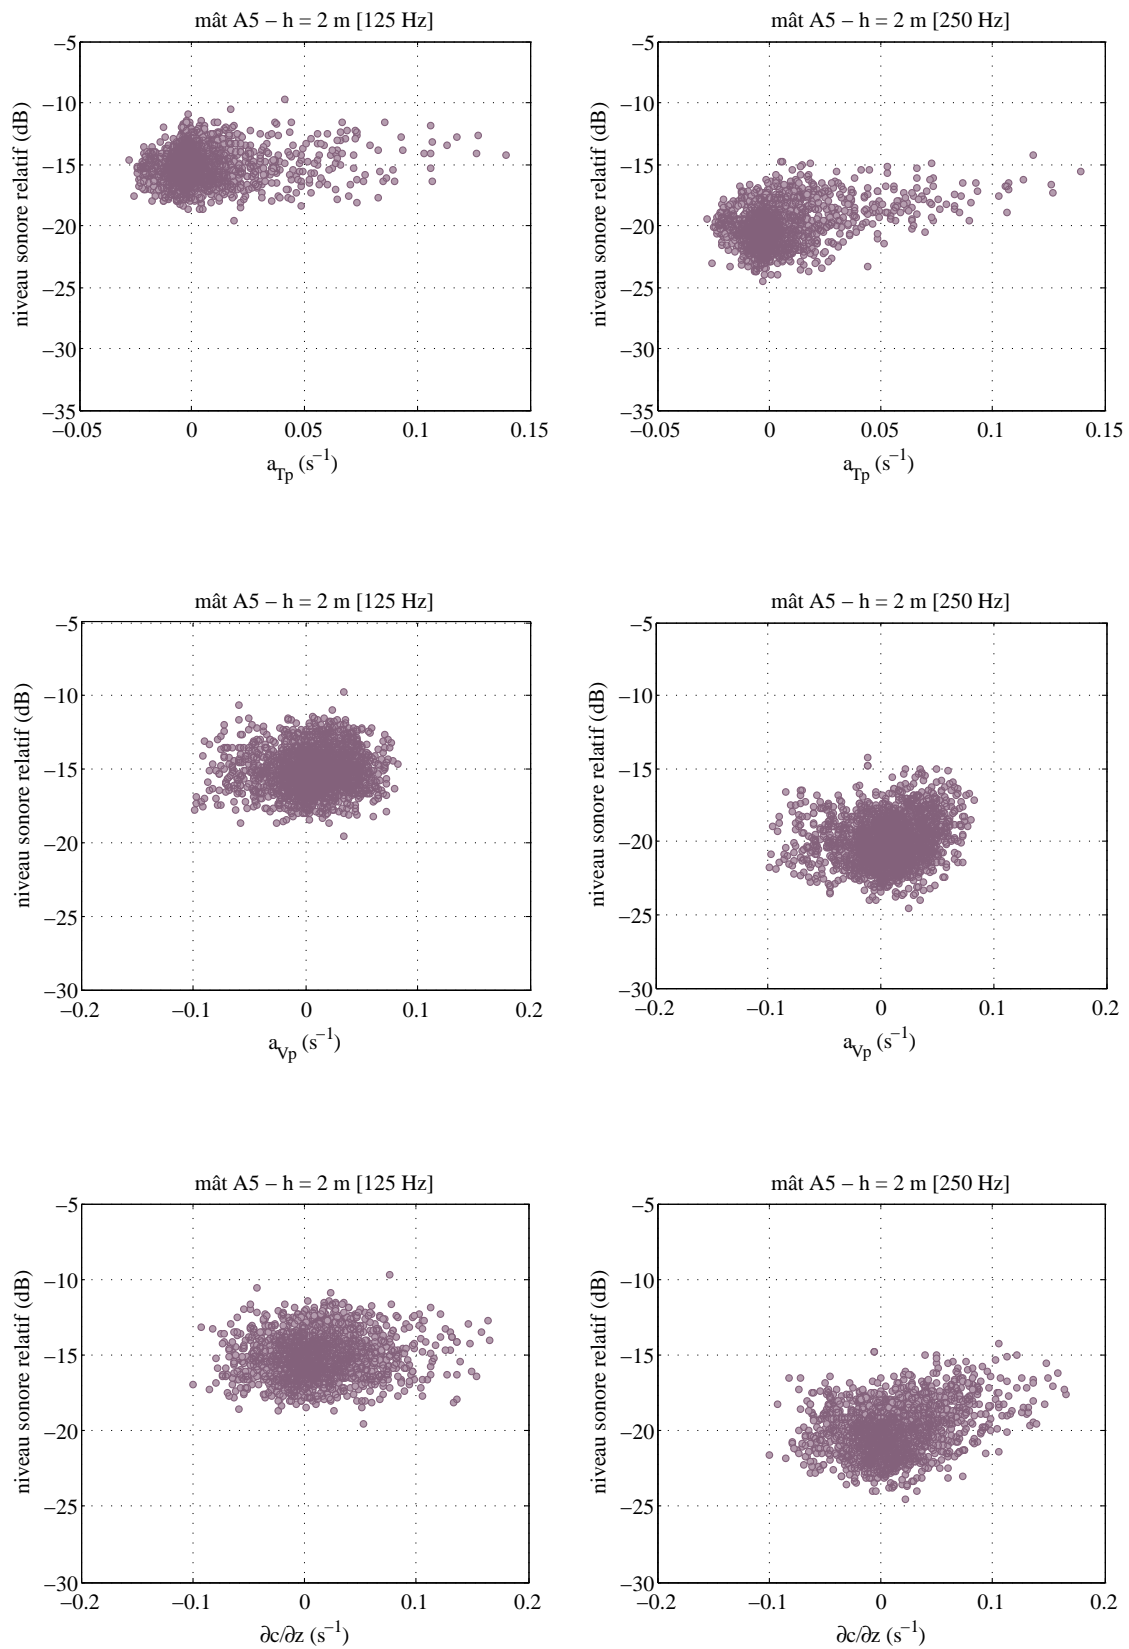 mât A5 – h = 2 m [125 Hz]
−5
−10
−15
−20
−25
−30
−35
niveau sonore relatif (dB)
−0.05 0 0.05 0.1 0.15
a_Tp (s⁻¹)
mât A5 – h = 2 m [250 Hz]
−5
−10
−15
−20
−25
−30
−35
niveau sonore relatif (dB)
−0.05 0 0.05 0.1 0.15
a_Tp (s⁻¹)
mât A5 – h = 2 m [125 Hz]
−5
−10
−15
−20
−25
−30
niveau sonore relatif (dB)
−0.2 −0.1 0 0.1 0.2
a_Vp (s⁻¹)
mât A5 – h = 2 m [250 Hz]
−5
−10
−15
−20
−25
−30
niveau sonore relatif (dB)
−0.2 −0.1 0 0.1 0.2
a_Vp (s⁻¹)
mât A5 – h = 2 m [125 Hz]
−5
−10
−15
−20
−25
−30
niveau sonore relatif (dB)
−0.2 −0.1 0 0.1 0.2
∂c/∂z (s⁻¹)
mât A5 – h = 2 m [250 Hz]
−5
−10
−15
−20
−25
−30
niveau sonore relatif (dB)
−0.2 −0.1 0 0.1 0.2
∂c/∂z (s⁻¹)